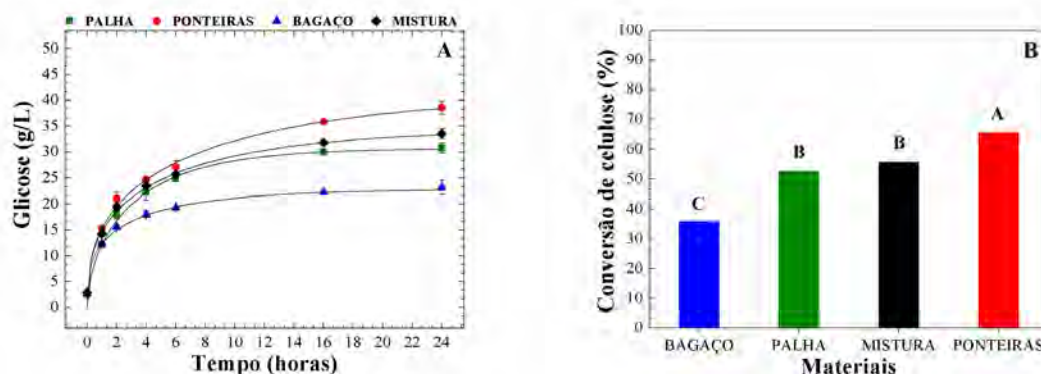 PALHA PONTEIRAS BAGAÇO MISTURA
A
50
45
40
35
30
25
20
15
10
5
0
Glicose (g/L)
0 2 4 6 8 10 12 14 16 18 20 22 24
Tempo (horas)
B
100
90
80
70
60
50
40
30
20
10
0
Conversão de celulose (%)
C B B A
BAGAÇO PALHA MISTURA PONTEIRAS
Materiais